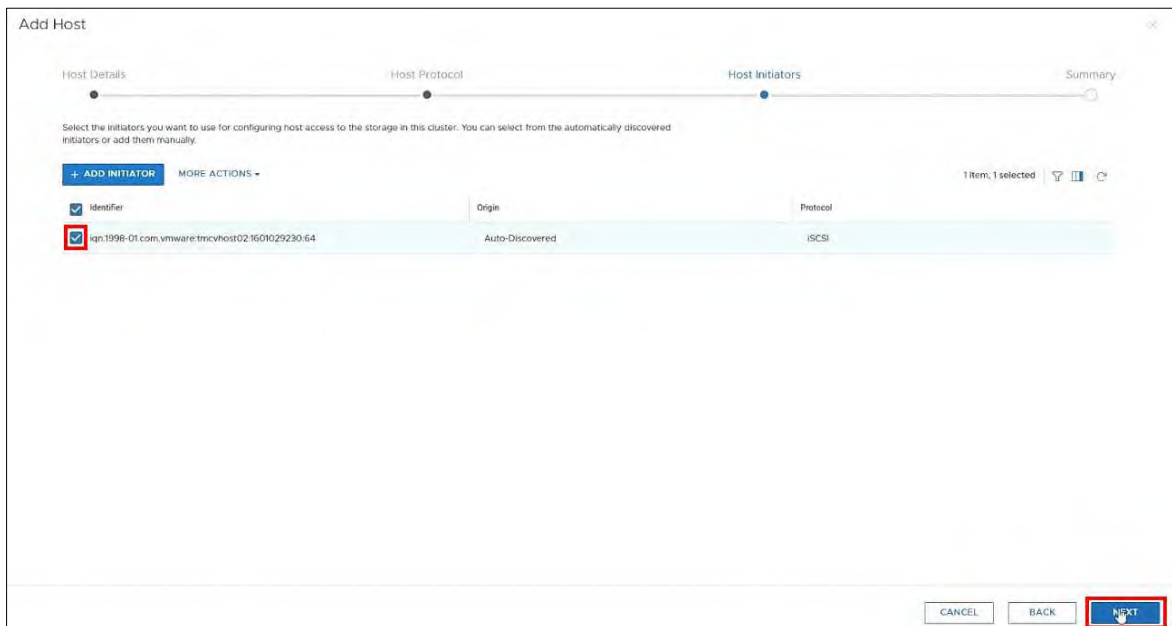 Add Host
Host Details
Host Protocol
Host Initiators
Summary
Select the initiators you want to use for configuring host access to the storage in this cluster. You can select from the automatically discovered
initiators or add them manually.
+ ADD INITIATOR
MORE ACTIONS
1 item, 1 selected
Identifier
Origin
Protocol
iqn.1998-01.com.vmware:tmcvhost02:1601029230:64
Auto-Discovered
iSCSI
CANCEL
BACK
NEXT